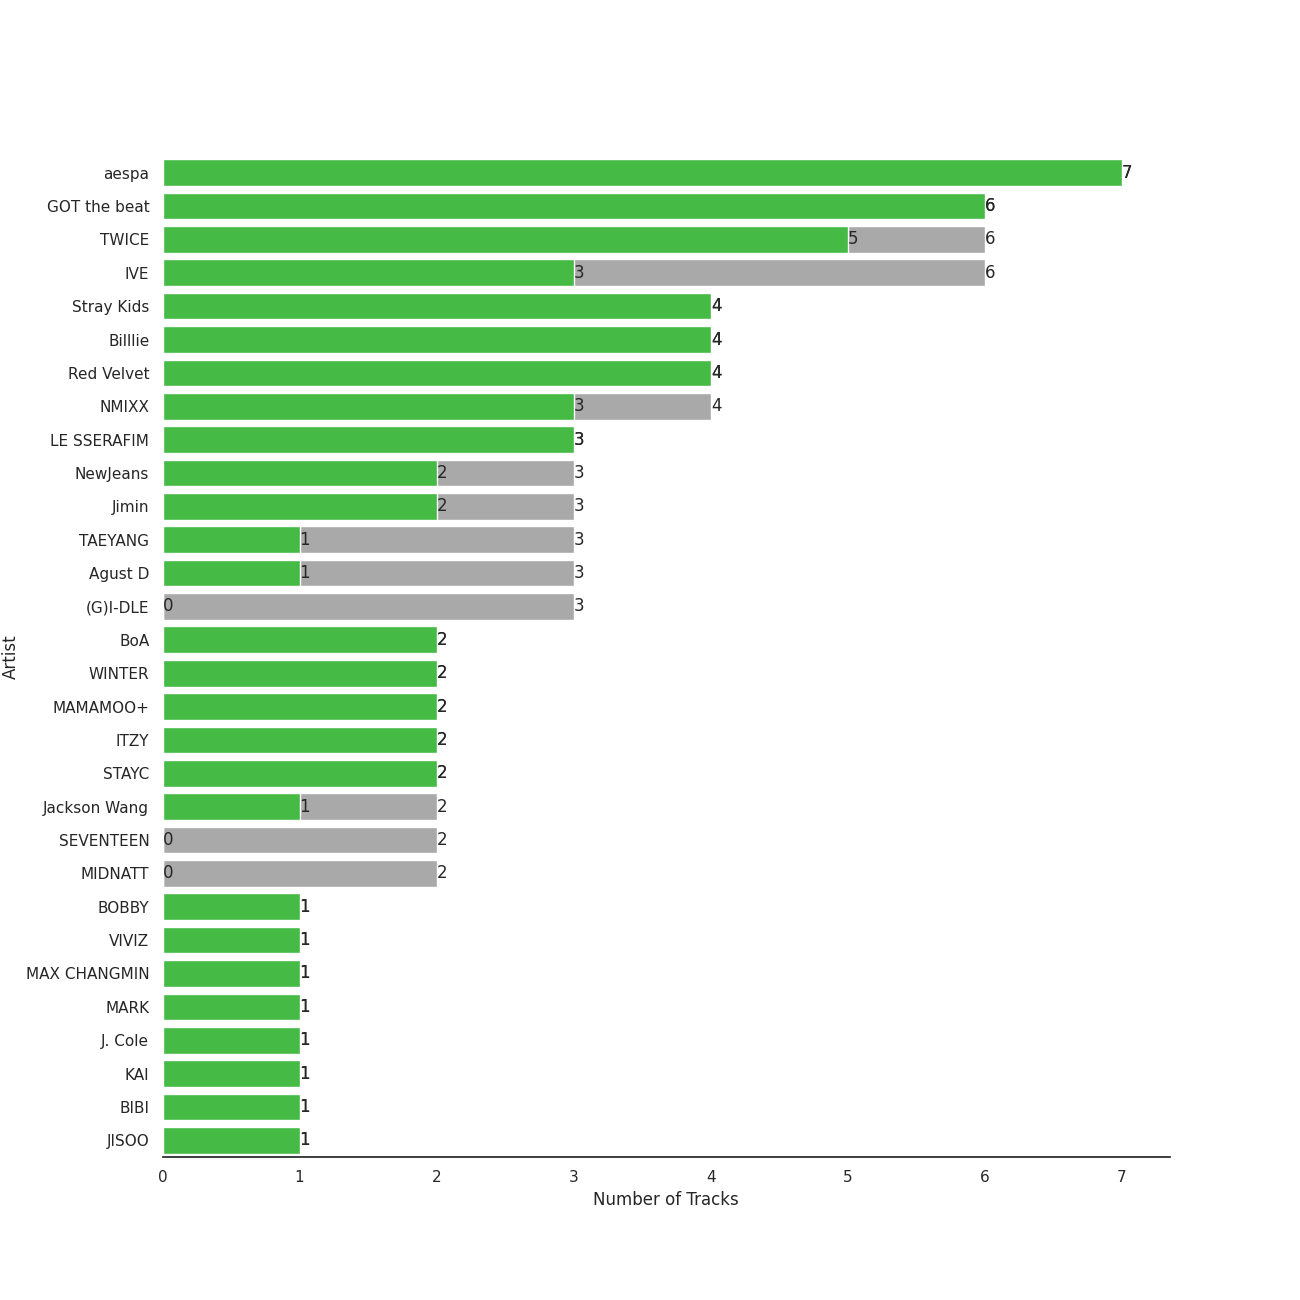 aespa 7
GOT the beat 6
TWICE 5 6
IVE 3 6
Stray Kids 4
Billlie 4
Red Velvet 4
NMIXX 3 4
LE SSERAFIM 3
NewJeans 2 3
Jimin 2 3
TAEYANG 1 3
Agust D 1 3
(G)I-DLE 0 3
BoA 2
WINTER 2
MAMAMOO+ 2
ITZY 2
STAYC 2
Jackson Wang 1 2
SEVENTEEN 0 2
MIDNATT 0 2
BOBBY 1
VIVIZ 1
MAX CHANGMIN 1
MARK 1
J. Cole 1
KAI 1
BIBI 1
JISOO 1
Artist
0 1 2 3 4 5 6 7
Number of Tracks